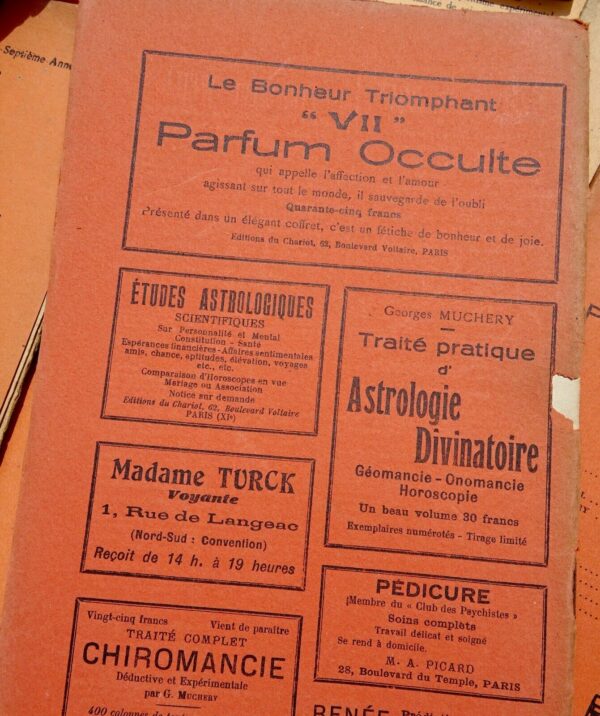 Septième Anné
Le Bonheur Triomphant
“ VII ”
Parfum Occulte
qui appelle l'affection et l'amour
agissant sur tout le monde, il sauvegarde de l'oubli
Quarante-cinq francs
Présenté dans un élégant coffret, c'est un fétiche de bonheur et de joie.
Editions du Chariot, 62, Boulevard Voltaire, PARIS
ÉTUDES ASTROLOGIQUES
SCIENTIFIQUES
Sur Personnalité et Mental
Constitution - Santé
Espérances financières - Affaires sentimentales
amis, chance, aptitudes, élévation, voyages
etc., etc.
Comparaison d'Horoscopes en vue
Mariage ou Association
Notice sur demande
Editions du Chariot, 62, Boulevard Voltaire
PARIS (XIe)
Georges MUCHERY
Traité pratique
d'
Astrologie
Divinatoire
Géomancie - Onomancie
Horoscopie
Un beau volume 30 francs
Exemplaires numérotés - Tirage limité
Madame TURCK
Voyante
1, Rue de Langeac
(Nord-Sud : Convention)
Reçoit de 14 h. à 19 heures
PÉDICURE
Membre du « Club des Psychistes »
Soins complets
Travail délicat et soigné
Se rend à domicile.
M. A. PICARD
28, Boulevard du Temple, PARIS
Vingt-cinq francs Vient de paraître
TRAITÉ COMPLET
CHIROMANCIE
Déductive et Expérimentale
par G. MUCHERY
400 colonnes de
RENÉE